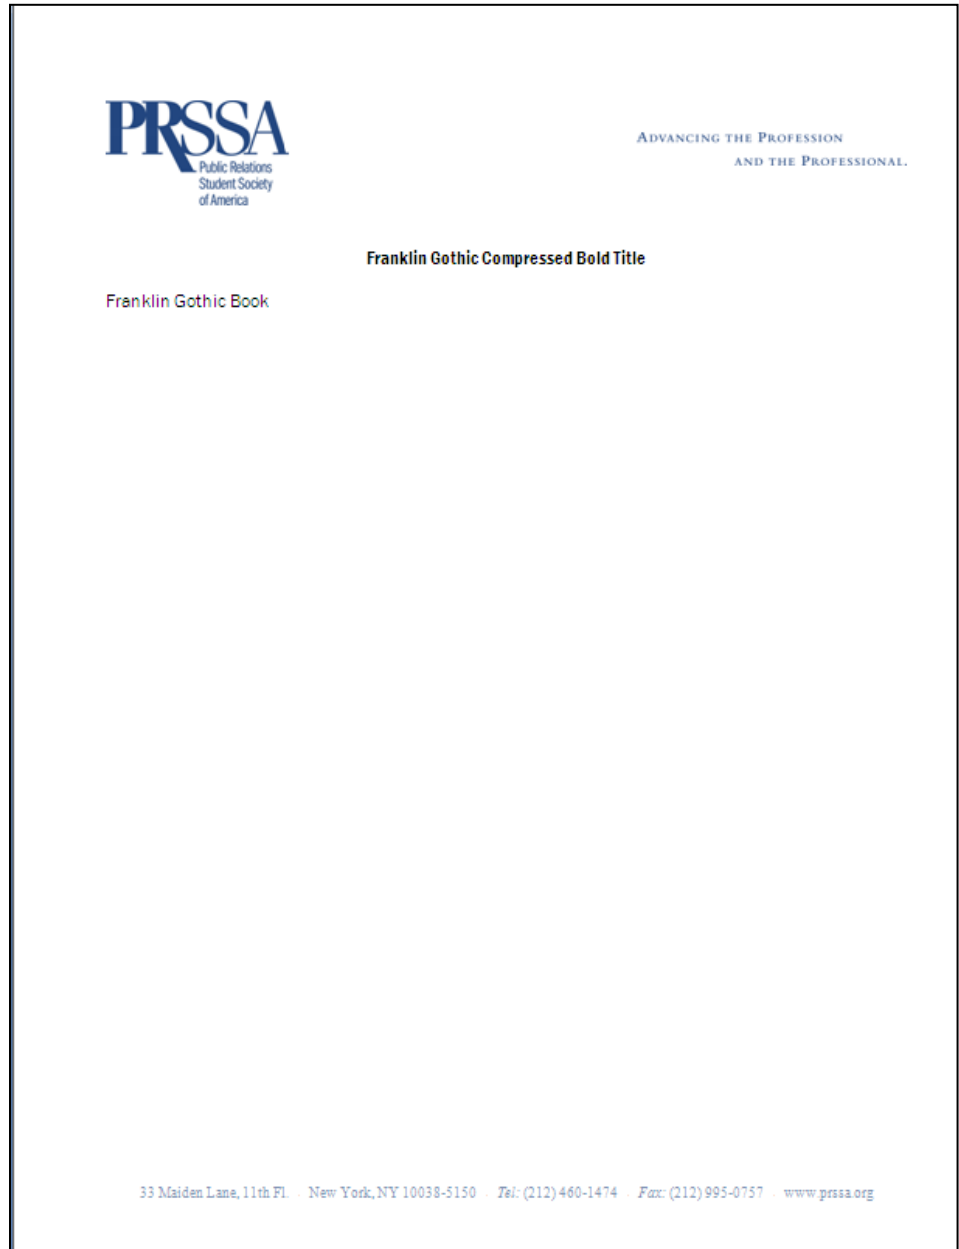 PRSSA
Public Relations
Student Society
of America
ADVANCING THE PROFESSION
AND THE PROFESSIONAL.
Franklin Gothic Compressed Bold Title
Franklin Gothic Book
33 Maiden Lane, 11th Fl. · New York, NY 10038-5150 · Tel: (212) 460-1474 · Fax: (212) 995-0757 · www.prssa.org